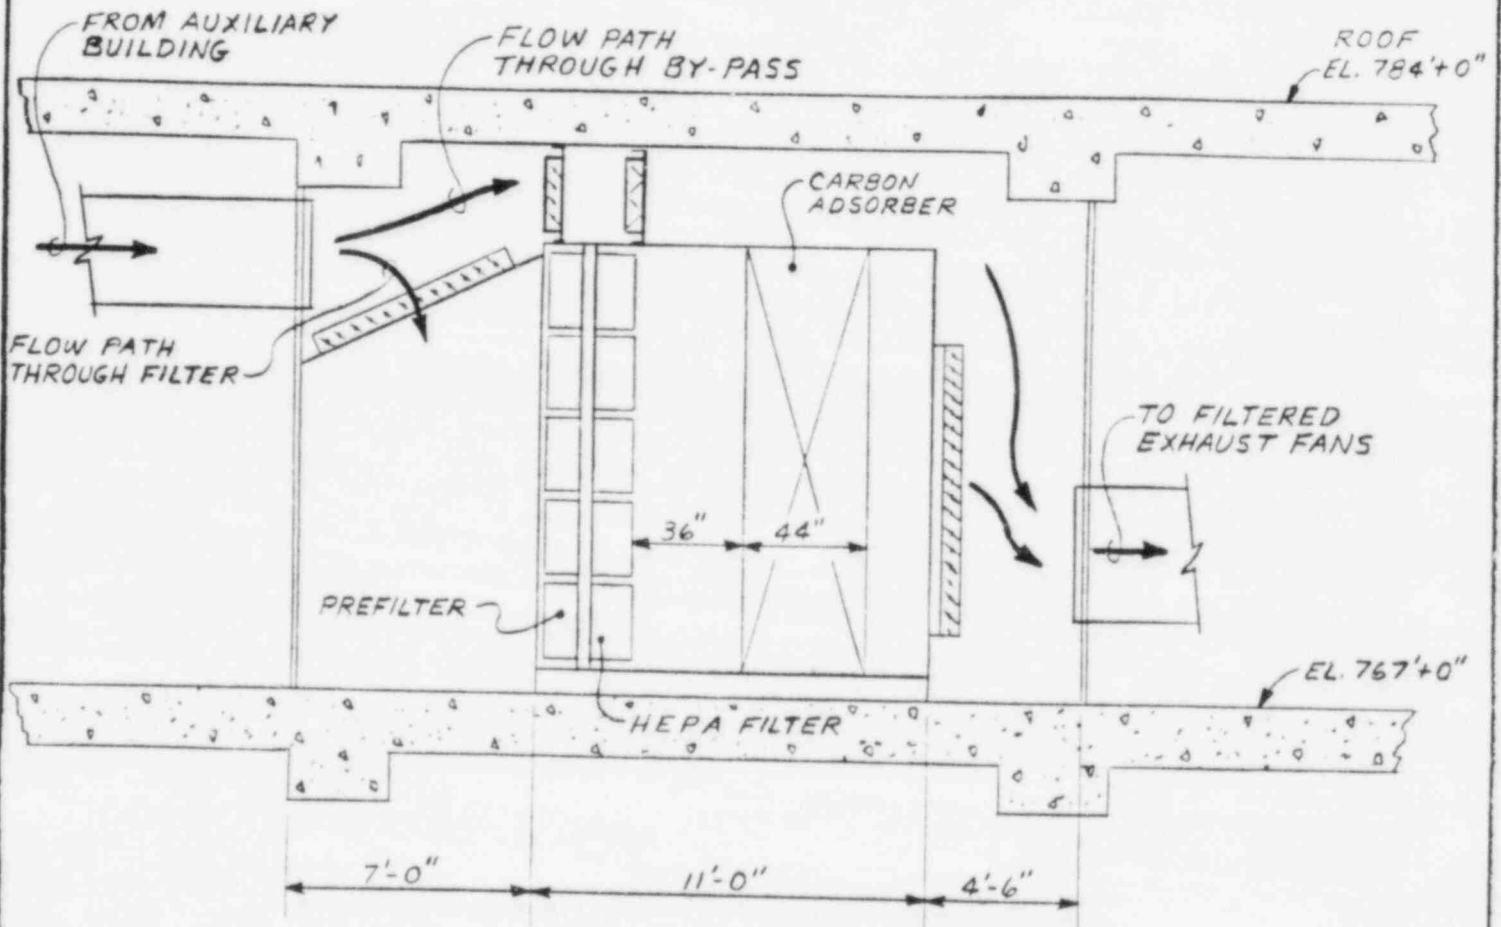 FROM AUXILIARY
BUILDING
FLOW PATH
THROUGH BY-PASS
ROOF
EL. 784'+0"
CARBON
ADSORBER
FLOW PATH
THROUGH FILTER
TO FILTERED
EXHAUST FANS
36"
44"
PREFILTER
EL. 767'+0"
HEPA FILTER
7'-0"
11'-0"
4'-6"